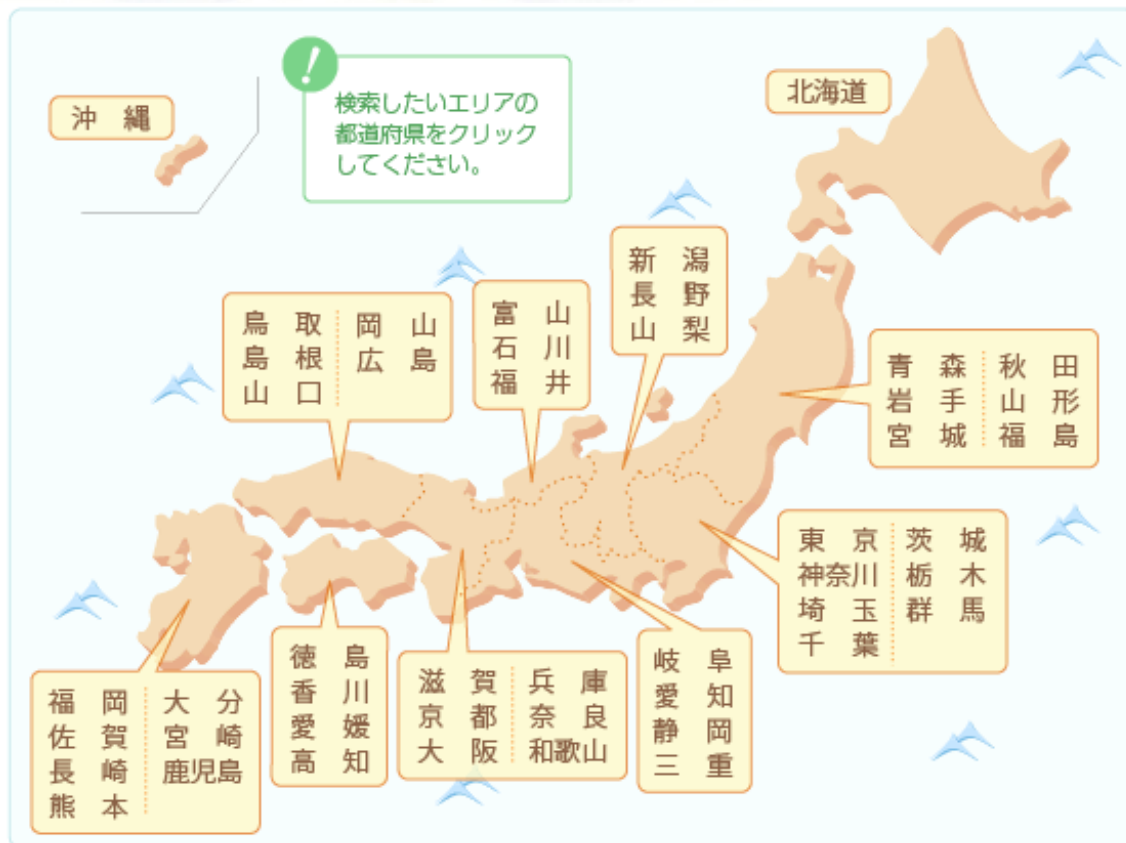 沖縄
検索したいエリアの
都道府県をクリック
してください。
北海道
新潟
長野
山梨
鳥取 岡山
島根 広島
山口
富山
石川
福井
青森 秋田
岩手 山形
宮城 福島
東京 茨城
神奈川 栃木
埼玉 群馬
千葉
福岡 大分
佐賀 宮崎
長崎 鹿児島
熊本
徳島
香川
愛媛
高知
滋賀 兵庫
京都 奈良
大阪 和歌山
岐阜
愛知
静岡
三重